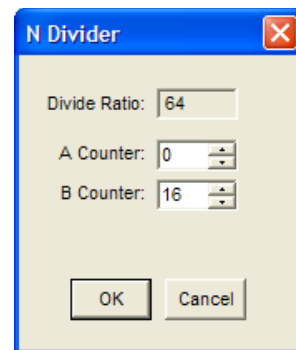 N Divider
Divide Ratio: 64
A Counter: 0
B Counter: 16
OK Cancel